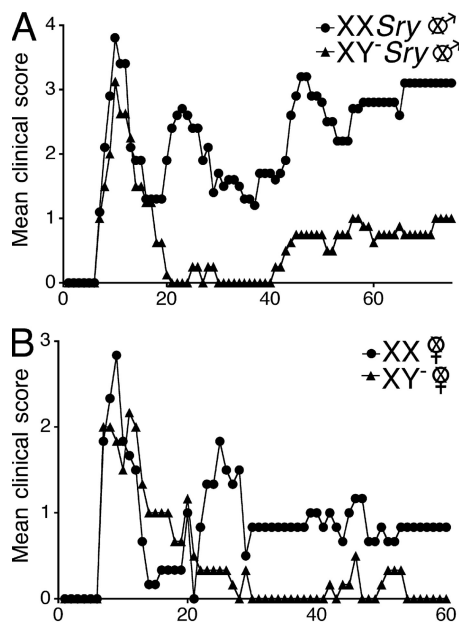 A
XXSry ⚥
XY⁻Sry ⚥
Mean clinical score
4
3
2
1
0
0 20 40 60
B
XX ♀
XY⁻ ♀
Mean clinical score
3
2
1
0
0 20 40 60